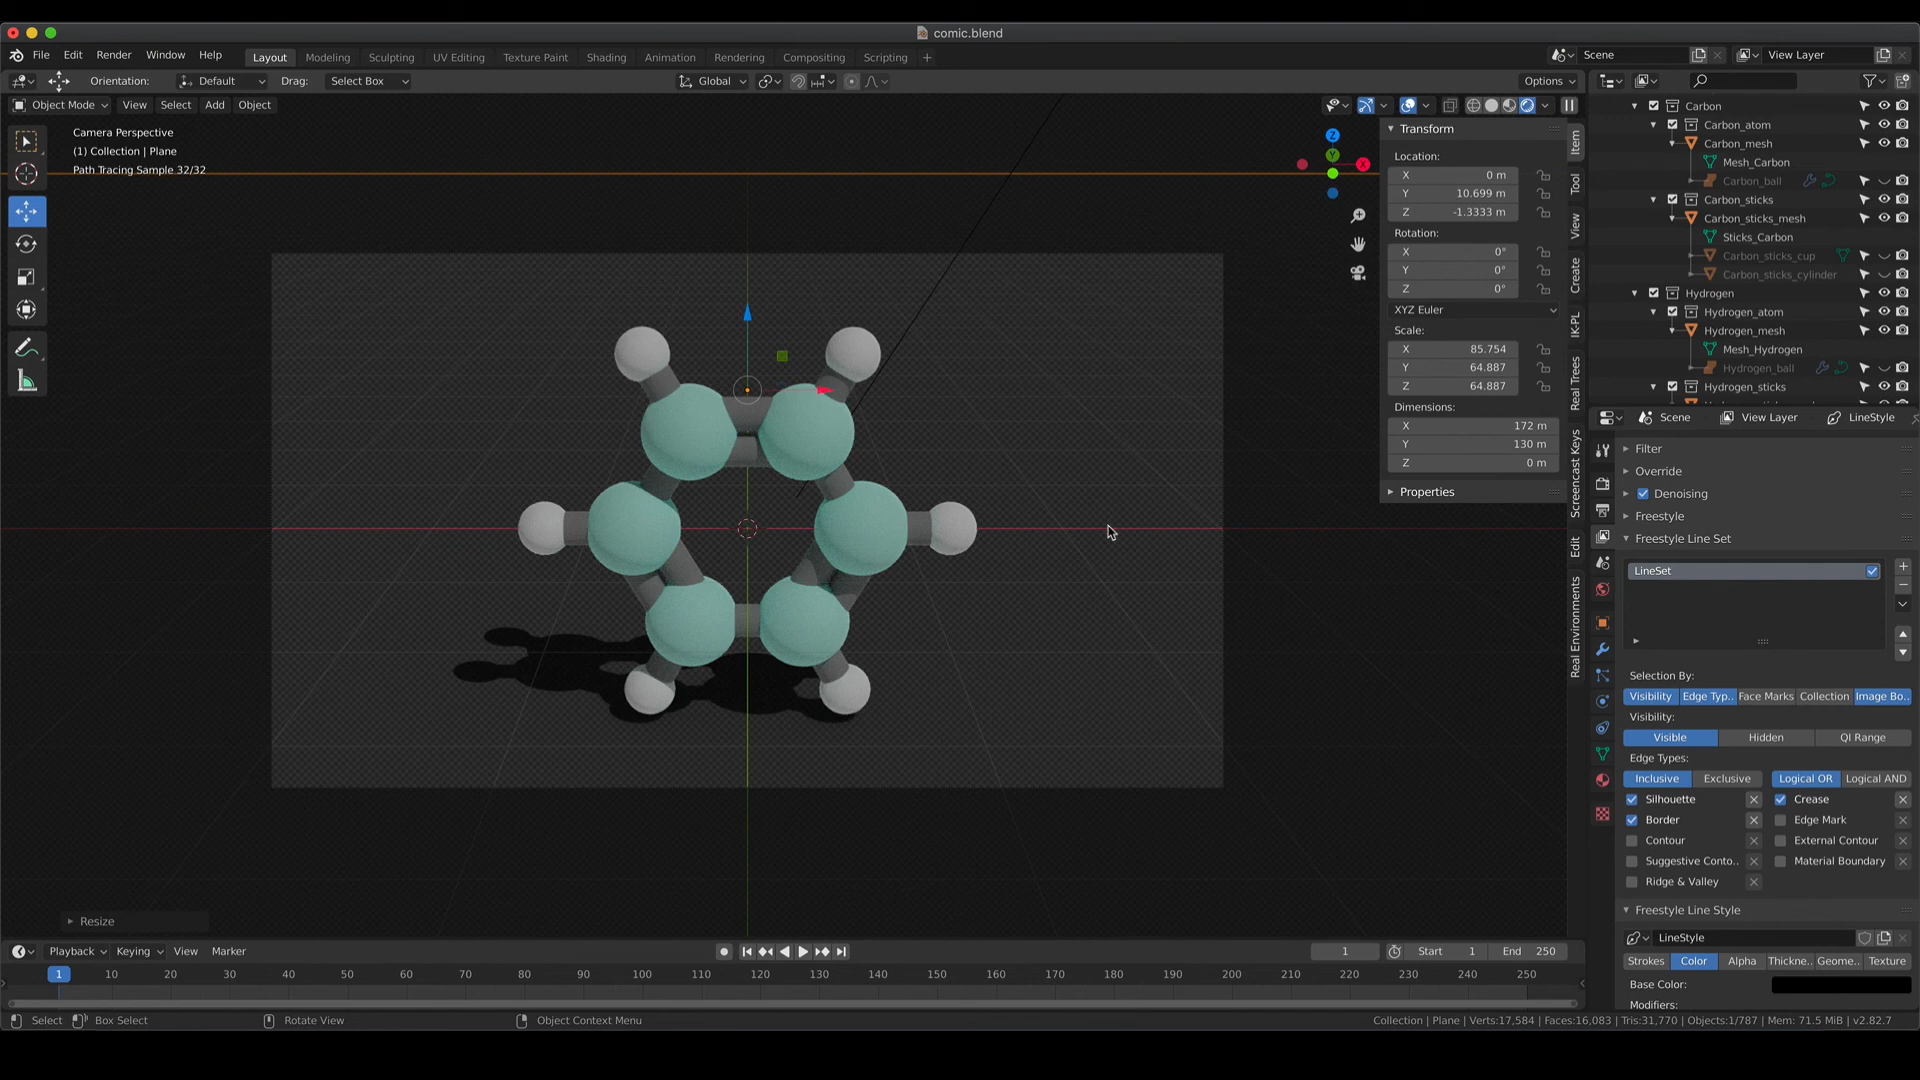 comic.blend
File Edit Render Window Help Layout Modeling Sculpting UV Editing Texture Paint Shading Animation Rendering Compositing Scripting + Scene View Layer
Orientation: Default Drag: Select Box Global Options
Object Mode View Select Add Object
Camera Perspective
(1) Collection | Plane
Path Tracing Sample 32/32
Z
Y
X
Transform
Location:
X 0 m
Y 10.699 m
Z -1.3333 m
Rotation:
X 0°
Y 0°
Z 0°
XYZ Euler
Scale:
X 85.754
Y 64.887
Z 64.887
Dimensions:
X 172 m
Y 130 m
Z 0 m
Properties
Item
Tool
View
Create
IK-PL
Real Trees
Screencast Keys
Edit
Real Environments
Carbon
Carbon_atom
Carbon_mesh
Mesh_Carbon
Carbon_ball
Carbon_sticks
Carbon_sticks_mesh
Sticks_Carbon
Carbon_sticks_cup
Carbon_sticks_cylinder
Hydrogen
Hydrogen_atom
Hydrogen_mesh
Mesh_Hydrogen
Hydrogen_ball
Hydrogen_sticks
Scene View Layer LineStyle
Filter
Override
Denoising
Freestyle
Freestyle Line Set
LineSet
Selection By:
Visibility Edge Typ.. Face Marks Collection Image Bo..
Visibility:
Visible Hidden QI Range
Edge Types:
Inclusive Exclusive Logical OR Logical AND
Silhouette Crease
Border Edge Mark
Contour External Contour
Suggestive Conto.. Material Boundary
Ridge & Valley
Freestyle Line Style
LineStyle
Strokes Color Alpha Thickne.. Geome.. Texture
Base Color:
Modifiers:
Resize
Playback Keying View Marker 1 Start 1 End 250
1 10 20 30 40 50 60 70 80 90 100 110 120 130 140 150 160 170 180 190 200 210 220 230 240 250
Select Box Select Rotate View Object Context Menu Collection | Plane | Verts:17,584 | Faces:16,083 | Tris:31,770 | Objects:1/787 | Mem: 71.5 MiB | v2.82.7